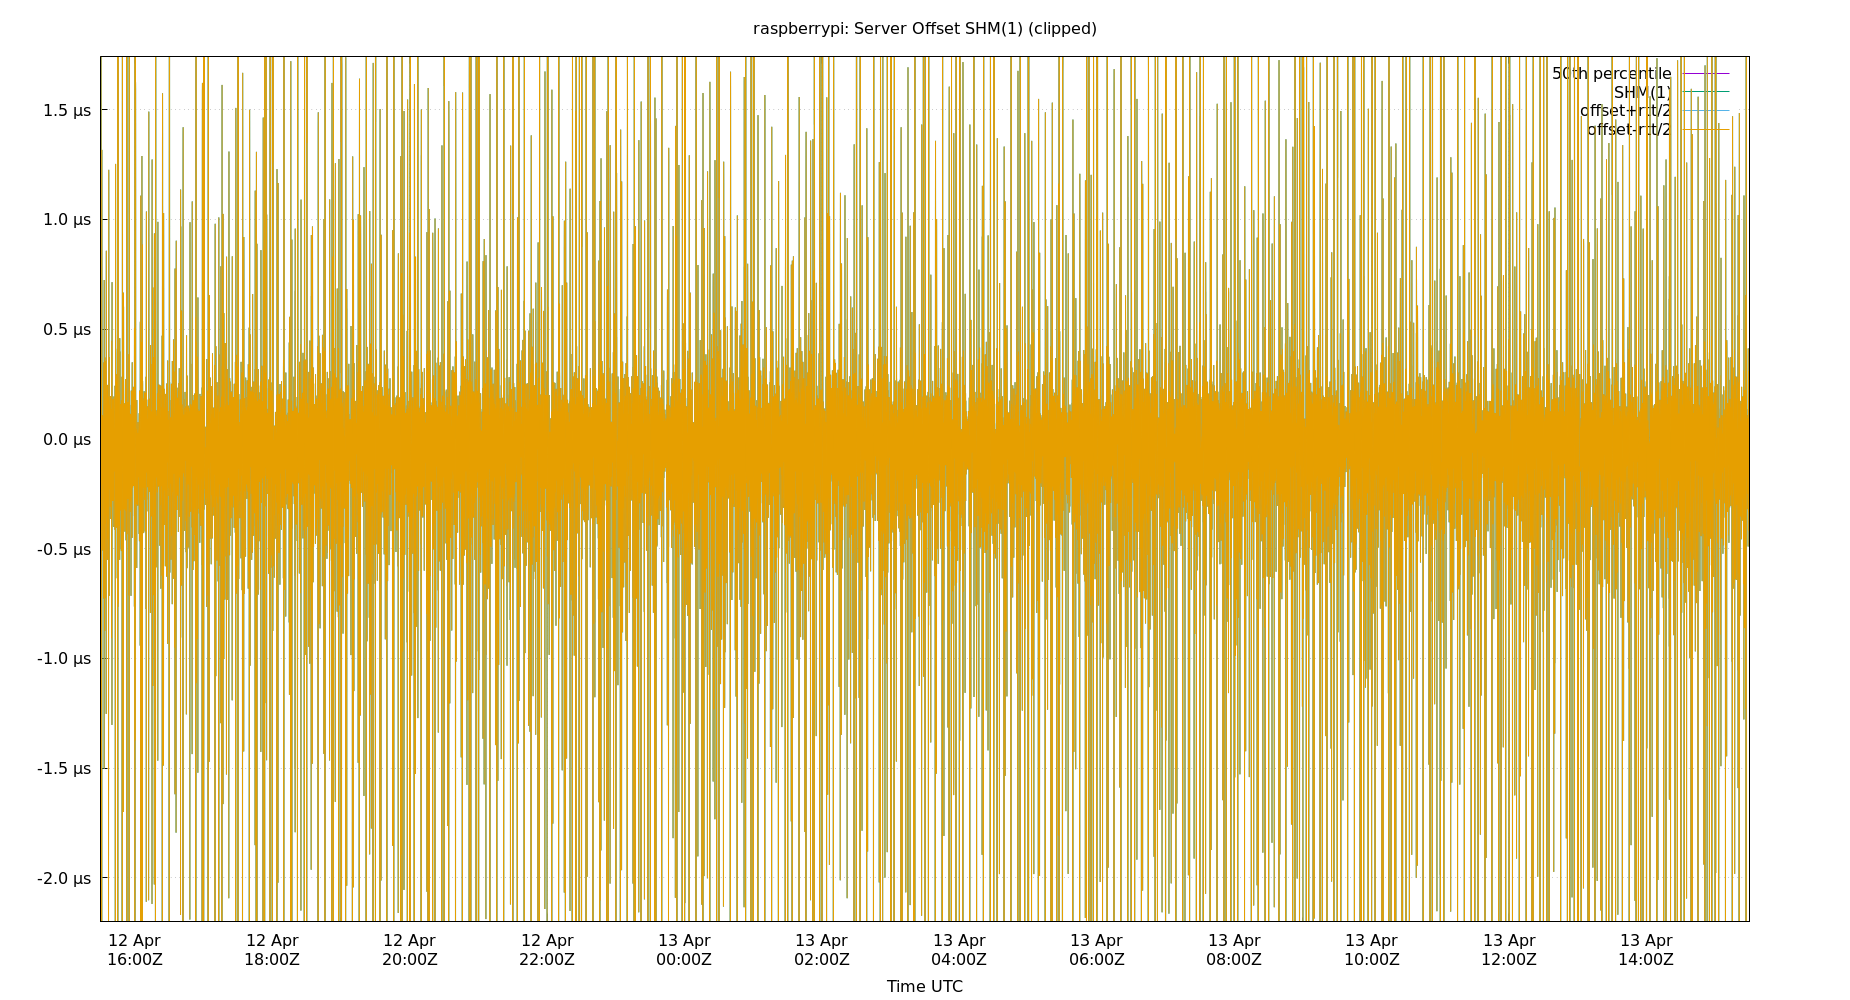 raspberrypi: Server Offset SHM(1) (clipped)
50th percentile
SHM(1)
offset+rtt/2
offset-rtt/2
1.5 µs
1.0 µs
0.5 µs
0.0 µs
-0.5 µs
-1.0 µs
-1.5 µs
-2.0 µs
12 Apr 12 Apr 12 Apr 12 Apr 13 Apr 13 Apr 13 Apr 13 Apr 13 Apr 13 Apr 13 Apr 13 Apr
16:00Z 18:00Z 20:00Z 22:00Z 00:00Z 02:00Z 04:00Z 06:00Z 08:00Z 10:00Z 12:00Z 14:00Z
Time UTC